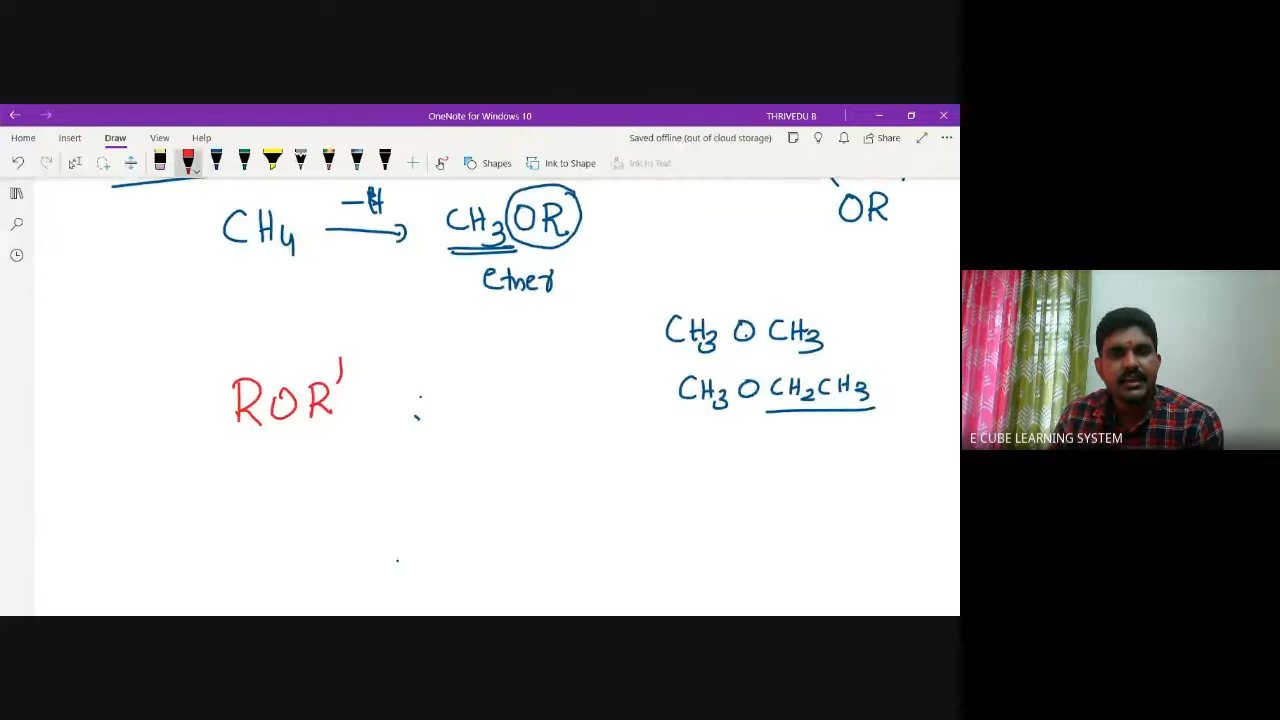 OneNote for Windows 10
THRIVEDU B
Home Insert Draw View Help
Saved offline (out of cloud storage)
Share
Shapes
Ink to Shape
Ink to Text
OR
CH4 -H CH3OR
ether
CH3 O CH3
CH3 O CH2CH3
ROR'
E CUBE LEARNING SYSTEM